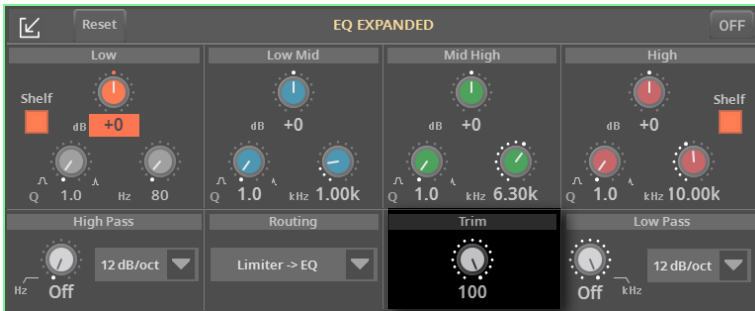 Reset EQ EXPANDED OFF
Low Low Mid Mid High High
Shelf Shelf
dB +0 dB +0 dB +0 dB +0
Q 1.0 Hz 80 Q 1.0 kHz 1.00k Q 1.0 kHz 6.30k Q 1.0 kHz 10.00k
High Pass Routing Trim Low Pass
12 dB/oct Limiter -> EQ 12 dB/oct
Hz Off 100 Off kHz